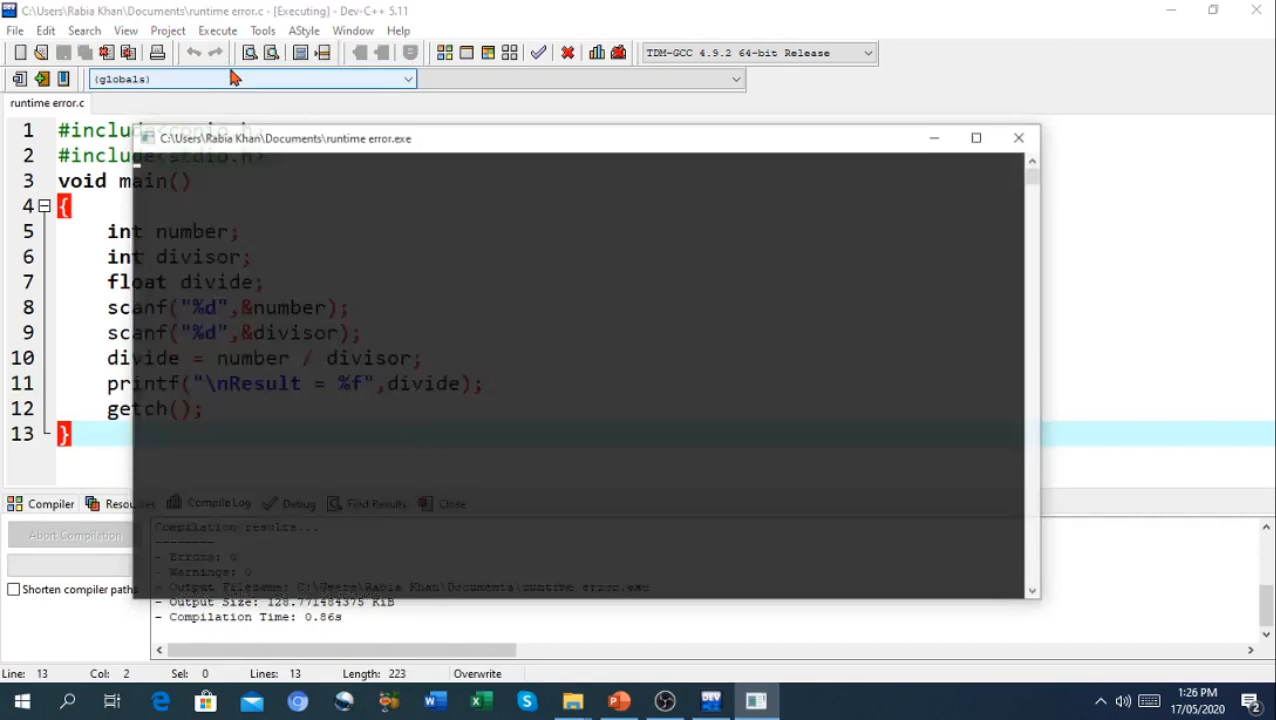 C:\Users\Rabia Khan\Documents\runtime error.c - [Executing] - Dev-C++ 5.11
File Edit Search View Project Execute Tools AStyle Window Help
TDM-GCC 4.9.2 64-bit Release
(globals)
runtime error.c
1 #include<conio.h>
C:\Users\Rabia Khan\Documents\runtime error.exe
2 #include<stdio.h>
3 void main()
4 {
5 int number;
6 int divisor;
7 float divide;
8 scanf("%d",&number);
9 scanf("%d",&divisor);
10 divide = number / divisor;
11 printf("\nResult = %f",divide);
12 getch();
13 }
Compiler Resources Compile Log Debug Find Results Close
Abort Compilation
Compilation results...
--------
- Errors: 0
- Warnings: 0
- Output Filename: C:\Users\Rabia Khan\Documents\runtime error.exe
Shorten compiler paths
- Output Size: 128.771484375 KiB
- Compilation Time: 0.86s
Line: 13 Col: 2 Sel: 0 Lines: 13 Length: 223 Overwrite
1:26 PM
17/05/2020
2